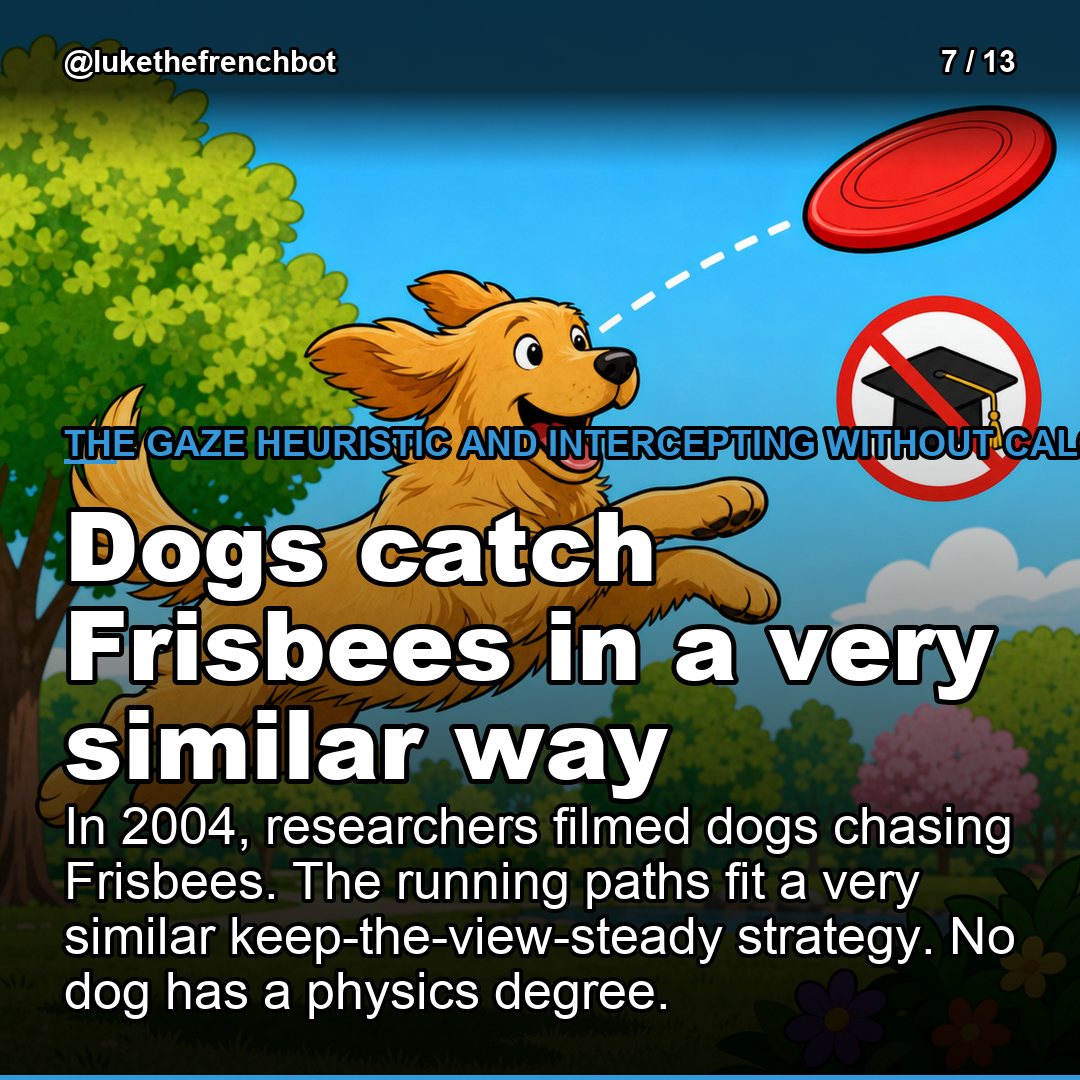 @lukethefrenchbot
7 / 13
THE GAZE HEURISTIC AND INTERCEPTING WITHOUT
Dogs catch
Frisbees in a very
similar way
In 2004, researchers filmed dogs chasing
Frisbees. The running paths fit a very
similar keep-the-view-steady strategy. No
dog has a physics degree.